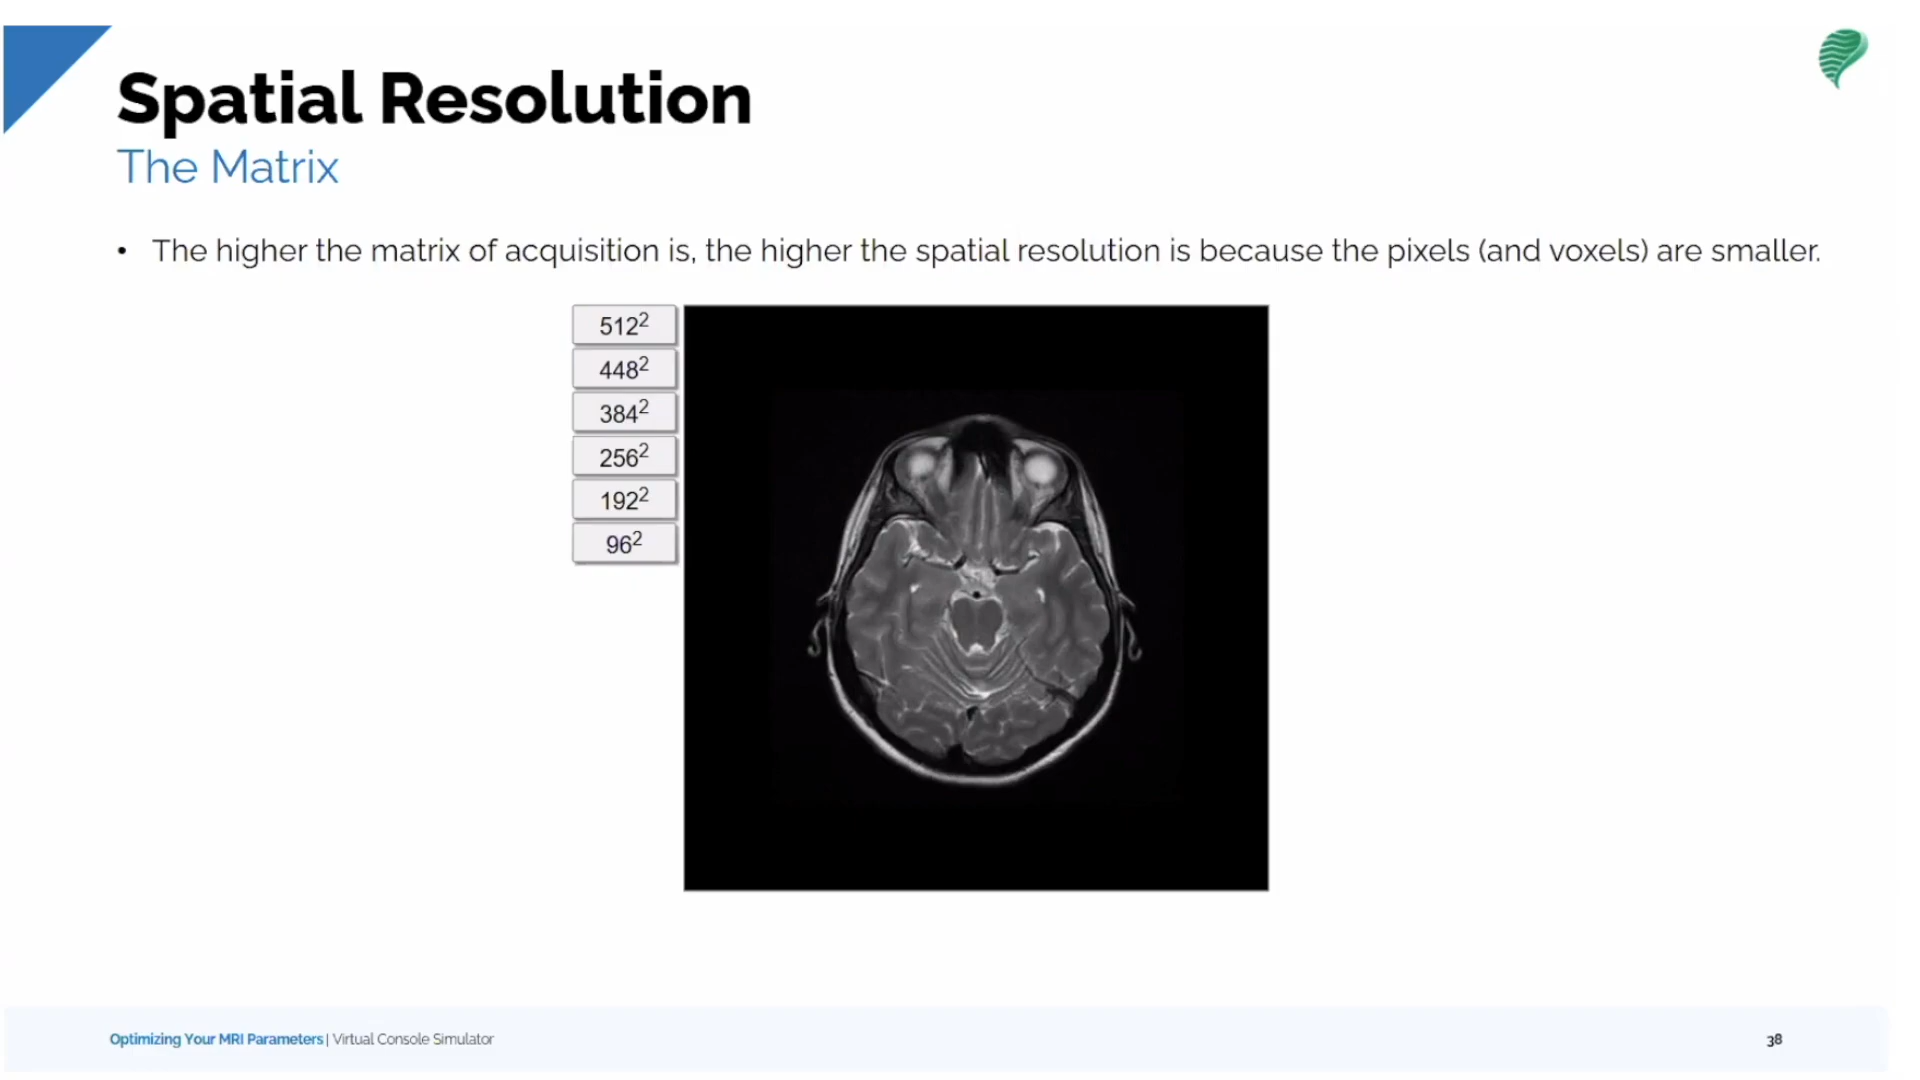 Spatial Resolution
The Matrix
• The higher the matrix of acquisition is, the higher the spatial resolution is because the pixels (and voxels) are smaller.
512²
448²
384²
256²
192²
96²
Optimizing Your MRI Parameters | Virtual Console Simulator
38